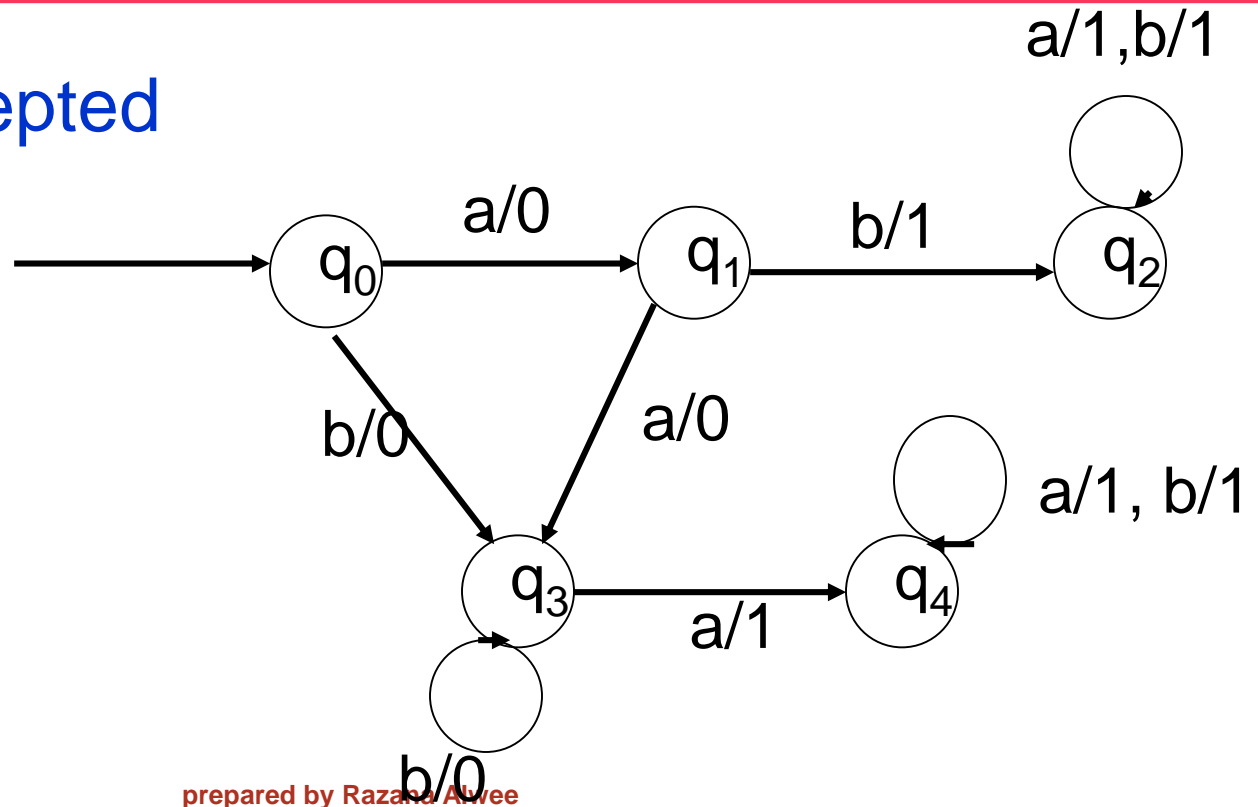 a/1,b/1
epted
a/0
b/1
q0
q1
q2
b/0
a/0
a/1, b/1
q3
q4
a/1
b/0
prepared by Razana Alwee